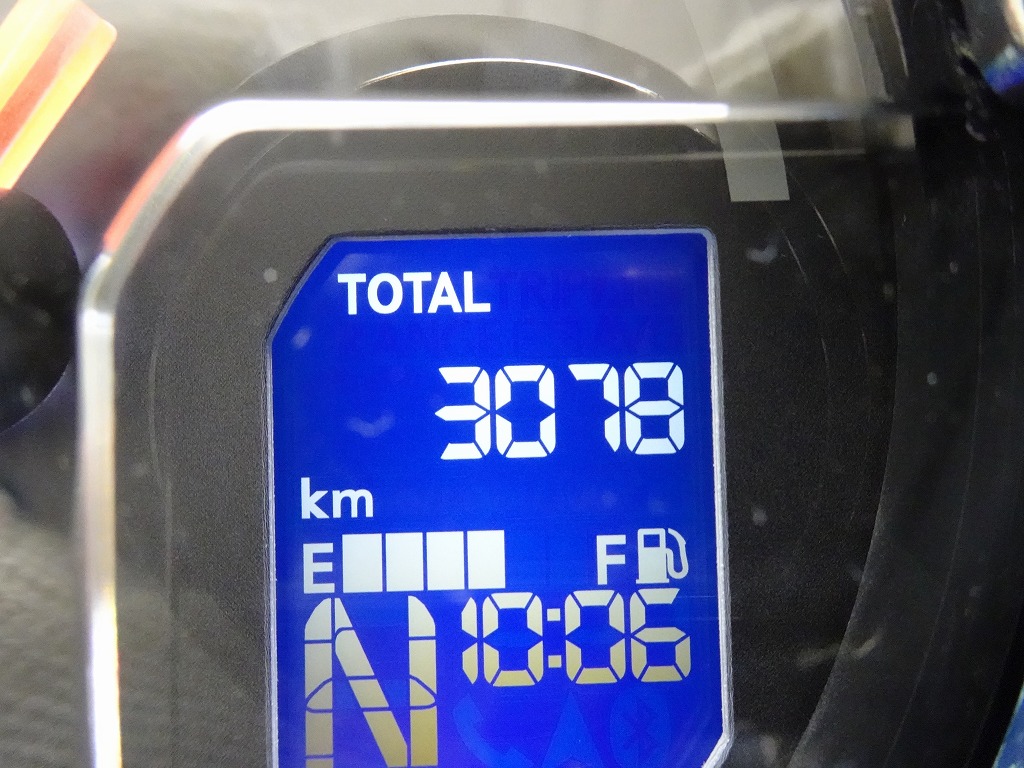 TOTAL
3078
km
E F
N 10:06